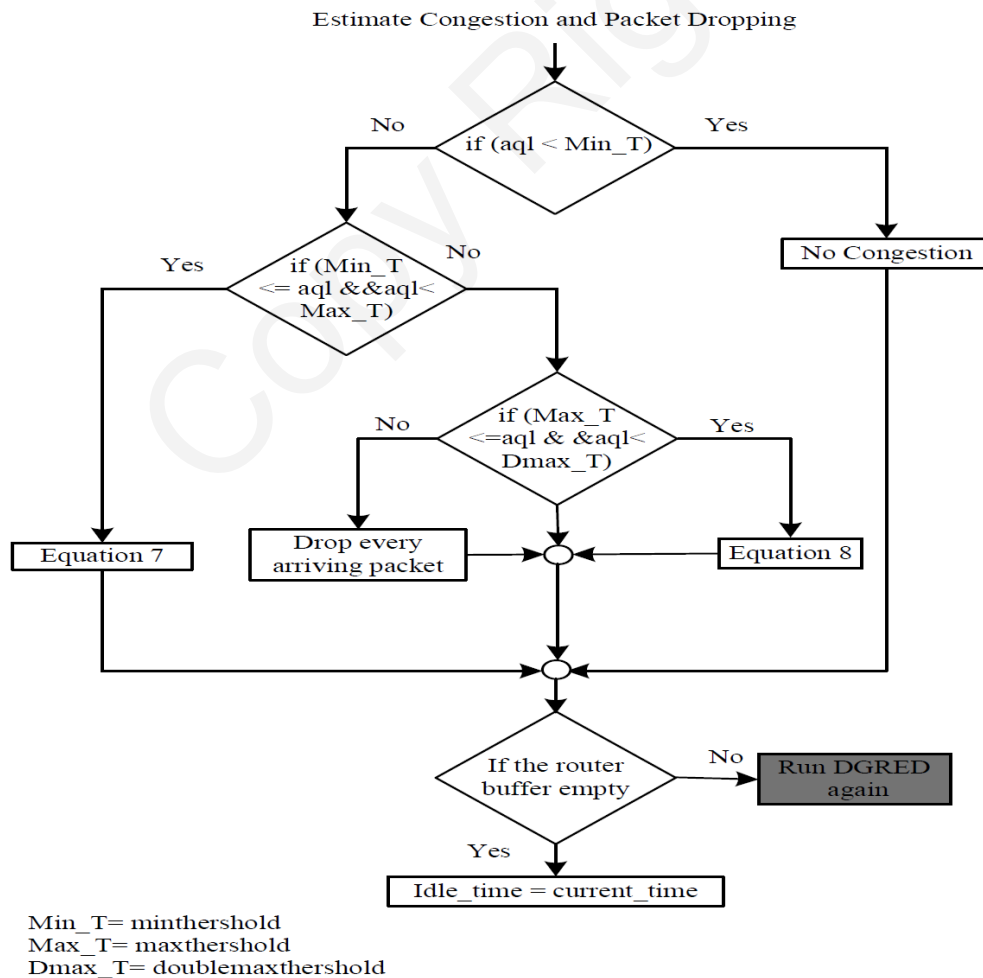 Estimate Congestion and Packet Dropping
No
Yes
if (aql < Min_T)
Yes
if (Min_T
<= aql &&aql<
Max_T)
No
No Congestion
No
if (Max_T
<=aql & &aql<
Dmax_T)
Yes
Equation 7
Drop every
arriving packet
Equation 8
If the router
buffer empty
No
Run DGRED
again
Yes
Idle_time = current_time
Min_T= minthershold
Max_T= maxthershold
Dmax_T= doublemaxthershold
Copy Rig